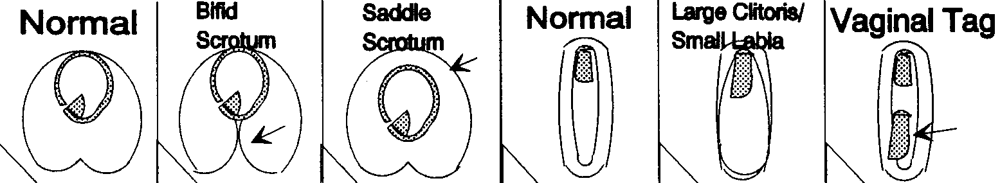 Normal
Bifid
Scrotum
Saddle
Scrotum
Normal
Large Clitoris/
Small Labia
Vaginal Tag